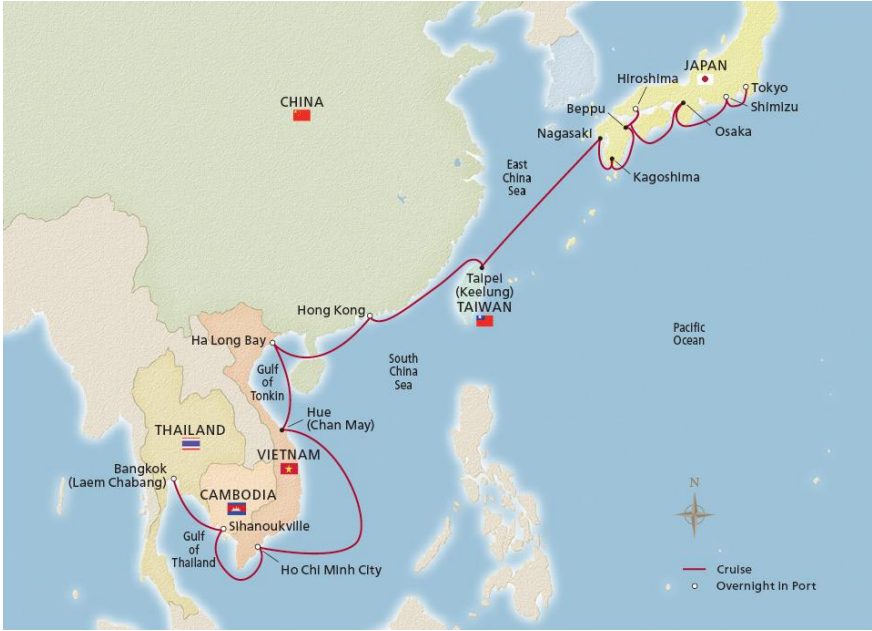 JAPAN
Hiroshima
Tokyo
CHINA
Shimizu
Beppu
Osaka
Nagasaki
East
China
Sea
Kagoshima
Taipei
(Keelung)
TAIWAN
Hong Kong
Pacific
Ocean
Ha Long Bay
South
China
Sea
Gulf
of
Tonkin
Hue
(Chan May)
THAILAND
VIETNAM
Bangkok
(Laem Chabang)
N
CAMBODIA
Sihanoukville
Gulf
of
Thailand
Ho Chi Minh City
Cruise
Overnight in Port